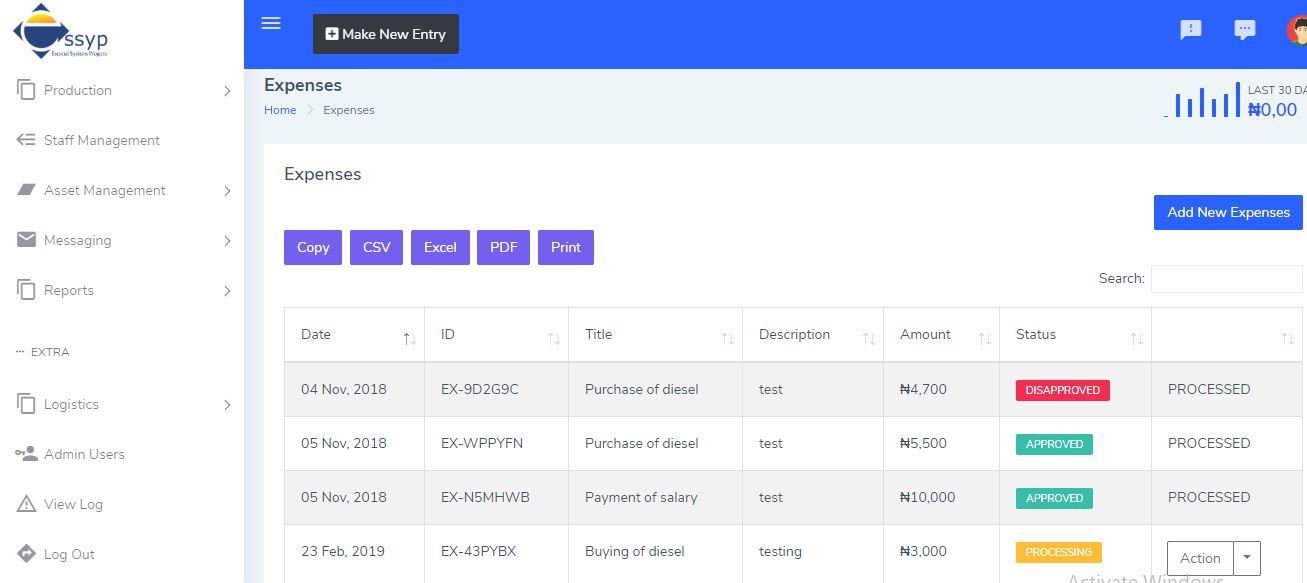 ssyp
Make New Entry
Production
Staff Management
Asset Management
Messaging
Reports
EXTRA
Logistics
Admin Users
View Log
Log Out
Expenses
Home > Expenses
LAST 30 DA
₦0,00
Expenses
Add New Expenses
Copy CSV Excel PDF Print
Search:
Date ID Title Description Amount Status
04 Nov, 2018 EX-9D2G9C Purchase of diesel test ₦4,700 DISAPPROVED PROCESSED
05 Nov, 2018 EX-WPPYFN Purchase of diesel test ₦5,500 APPROVED PROCESSED
05 Nov, 2018 EX-N5MHWB Payment of salary test ₦10,000 APPROVED PROCESSED
23 Feb, 2019 EX-43PYBX Buying of diesel testing ₦3,000 PROCESSING Action
Activate Windows